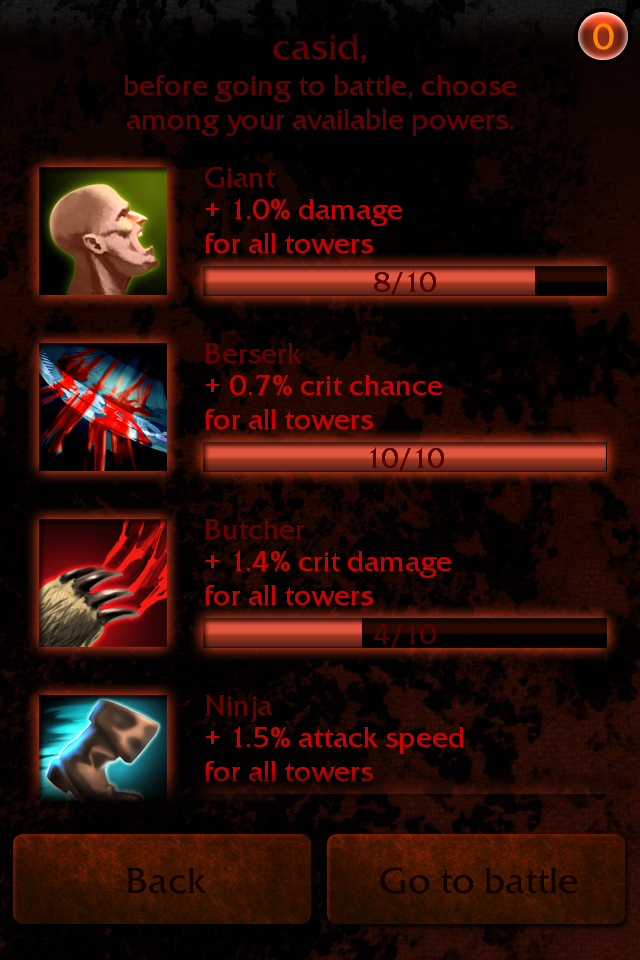 0
casid,
before going to battle, choose
among your available powers.
Giant
+ 1.0% damage
for all towers
8/10
Berserk
+ 0.7% crit chance
for all towers
10/10
Butcher
+ 1.4% crit damage
for all towers
4/10
Ninja
+ 1.5% attack speed
for all towers
Back
Go to battle